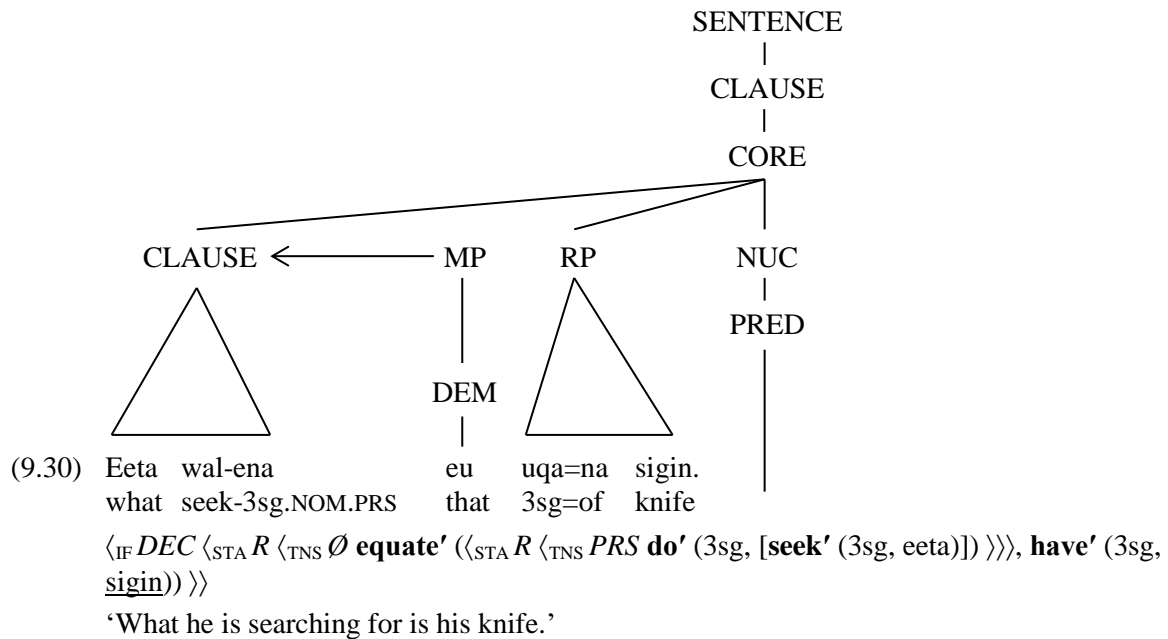 SENTENCE
CLAUSE
CORE
CLAUSE MP RP NUC
PRED
DEM
(9.30) Eeta wal-ena eu uqa=na sigin.
what seek-3sg.NOM.PRS that 3sg=of knife
⟨IF DEC ⟨STA R ⟨TNS Ø equate′ (⟨STA R ⟨TNS PRS do′ (3sg, [seek′ (3sg, eeta)]) ⟩⟩⟩, have′ (3sg,
sigin)) ⟩⟩
‘What he is searching for is his knife.’